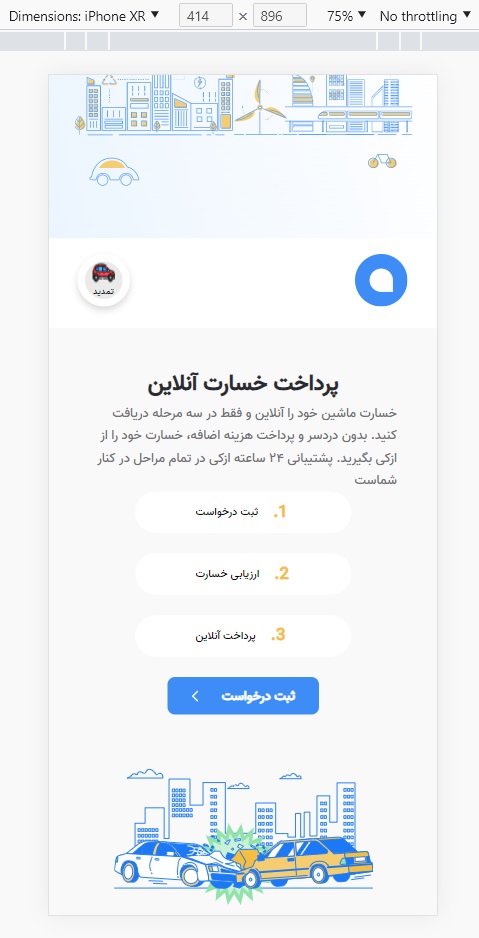 Dimensions: iPhone XR ▼ 414 × 896 75% ▼ No throttling ▼
تمدید
پرداخت خسارت آنلاین
خسارت ماشین خود را آنلاین و فقط در سه مرحله دریافت
کنید. بدون دردسر و پرداخت هزینه اضافه، خسارت خود را از
ازکی بگیرید. پشتیبانی ۲۴ ساعته ازکی در تمام مراحل در کنار
شماست
1. ثبت درخواست
2. ارزیابی خسارت
3. پرداخت آنلاین
ثبت درخواست